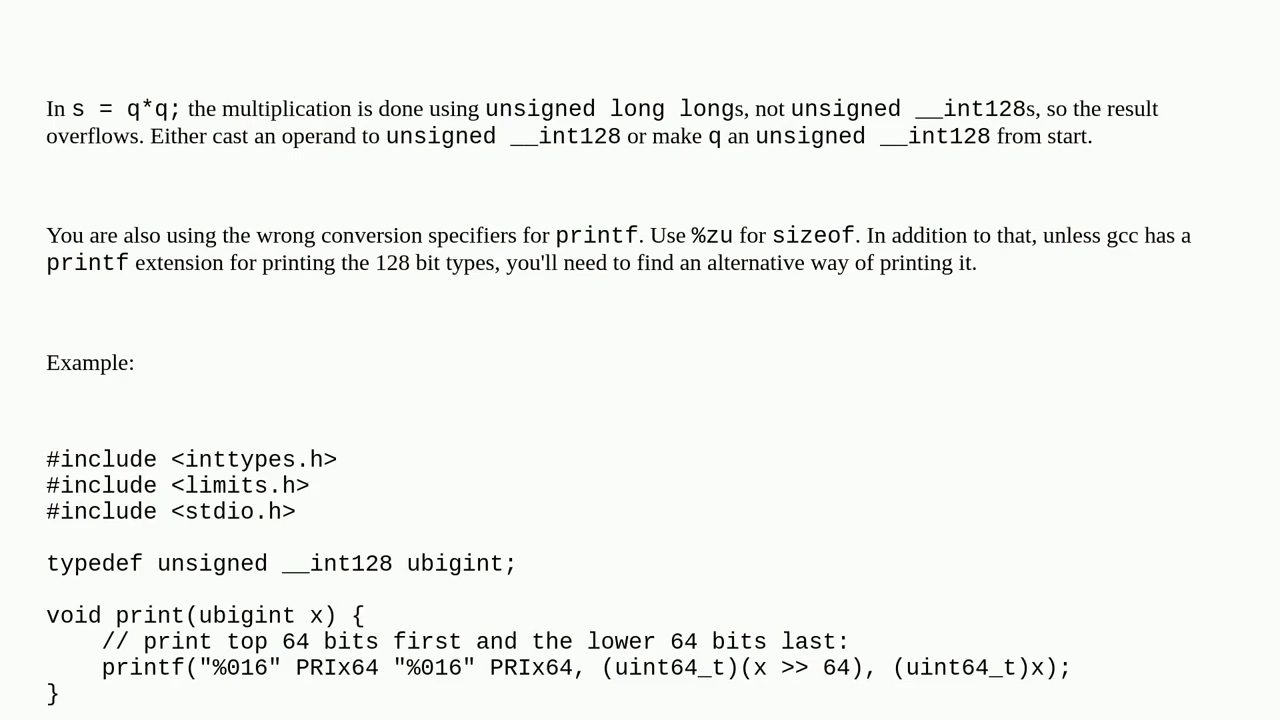 In s = q*q; the multiplication is done using unsigned long longs, not unsigned __int128s, so the result
overflows. Either cast an operand to unsigned __int128 or make q an unsigned __int128 from start.
You are also using the wrong conversion specifiers for printf. Use %zu for sizeof. In addition to that, unless gcc has a
printf extension for printing the 128 bit types, you'll need to find an alternative way of printing it.
Example:
#include <inttypes.h>
#include <limits.h>
#include <stdio.h>
typedef unsigned __int128 ubigint;
void print(ubigint x) {
    // print top 64 bits first and the lower 64 bits last:
    printf("%016" PRIx64 "%016" PRIx64, (uint64_t)(x >> 64), (uint64_t)x);
}